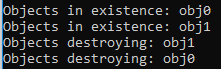 Objects in existence: obj0
Objects in existence: obj1
Objects destroying: obj1
Objects destroying: obj0